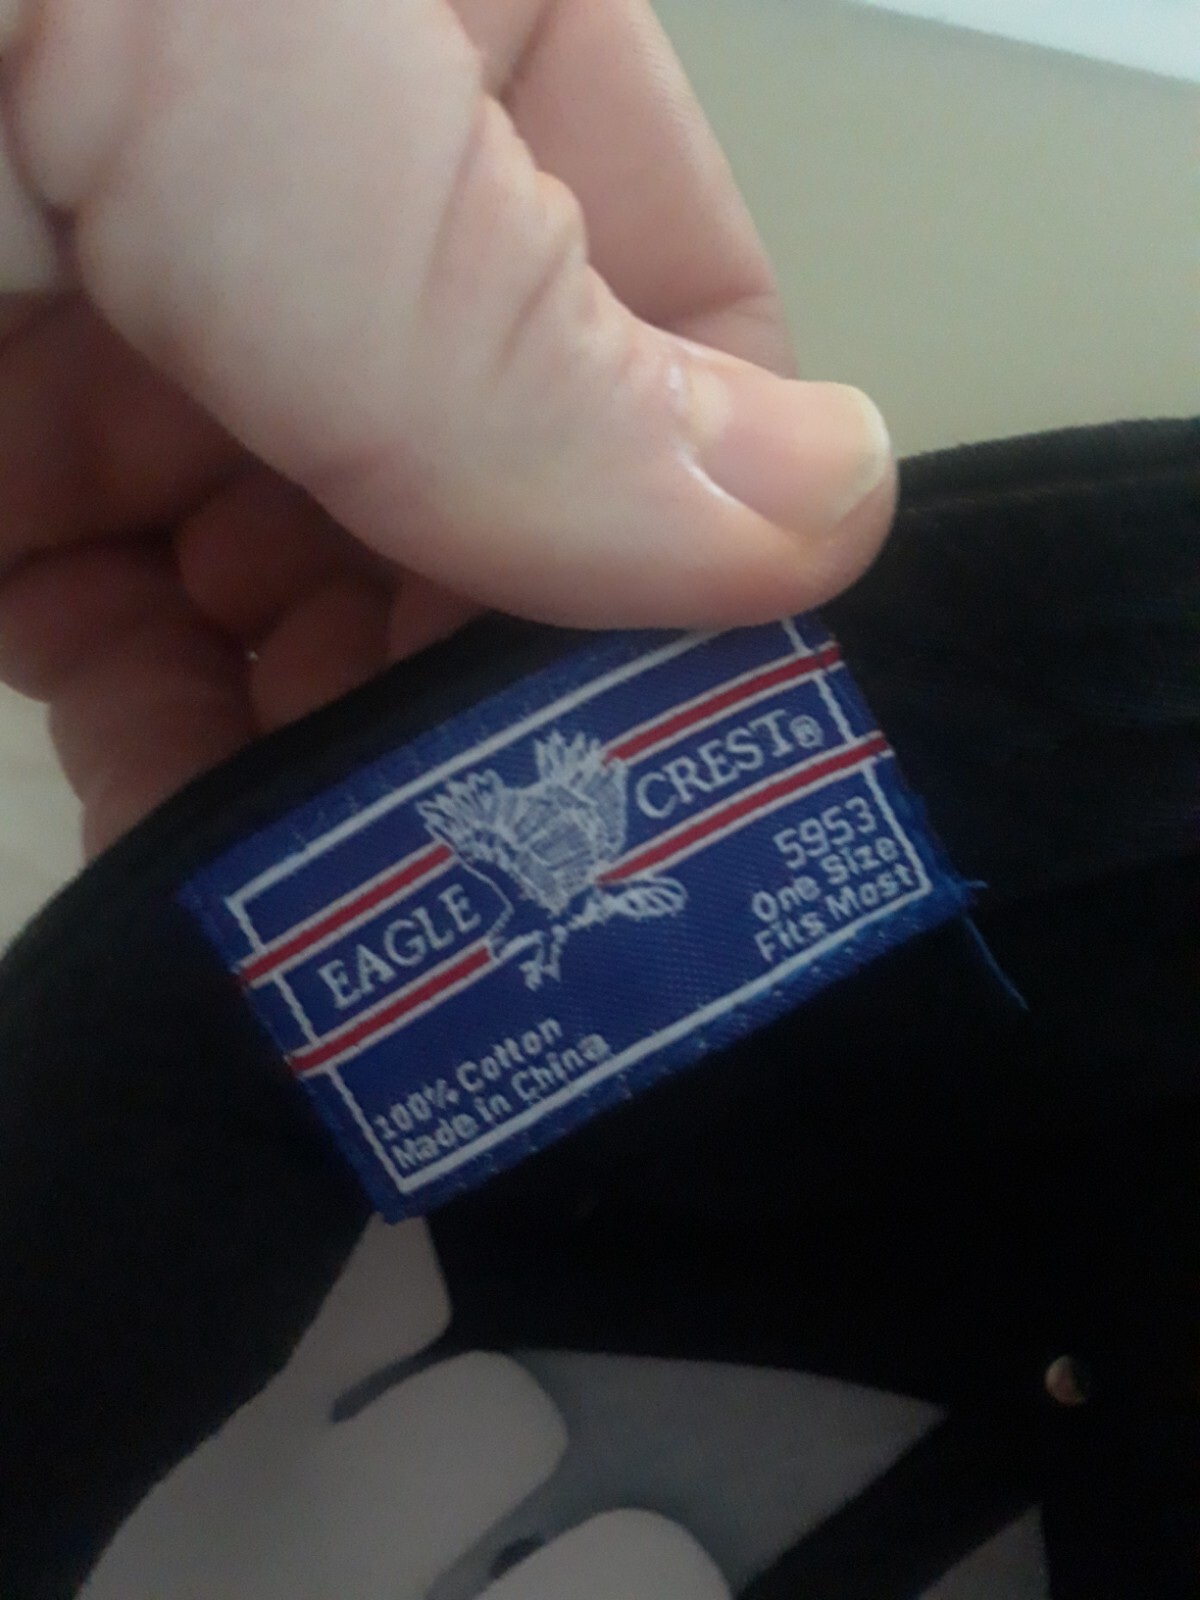 EAGLE CREST®
5953
One Size
Fits Most
100% Cotton
Made in China